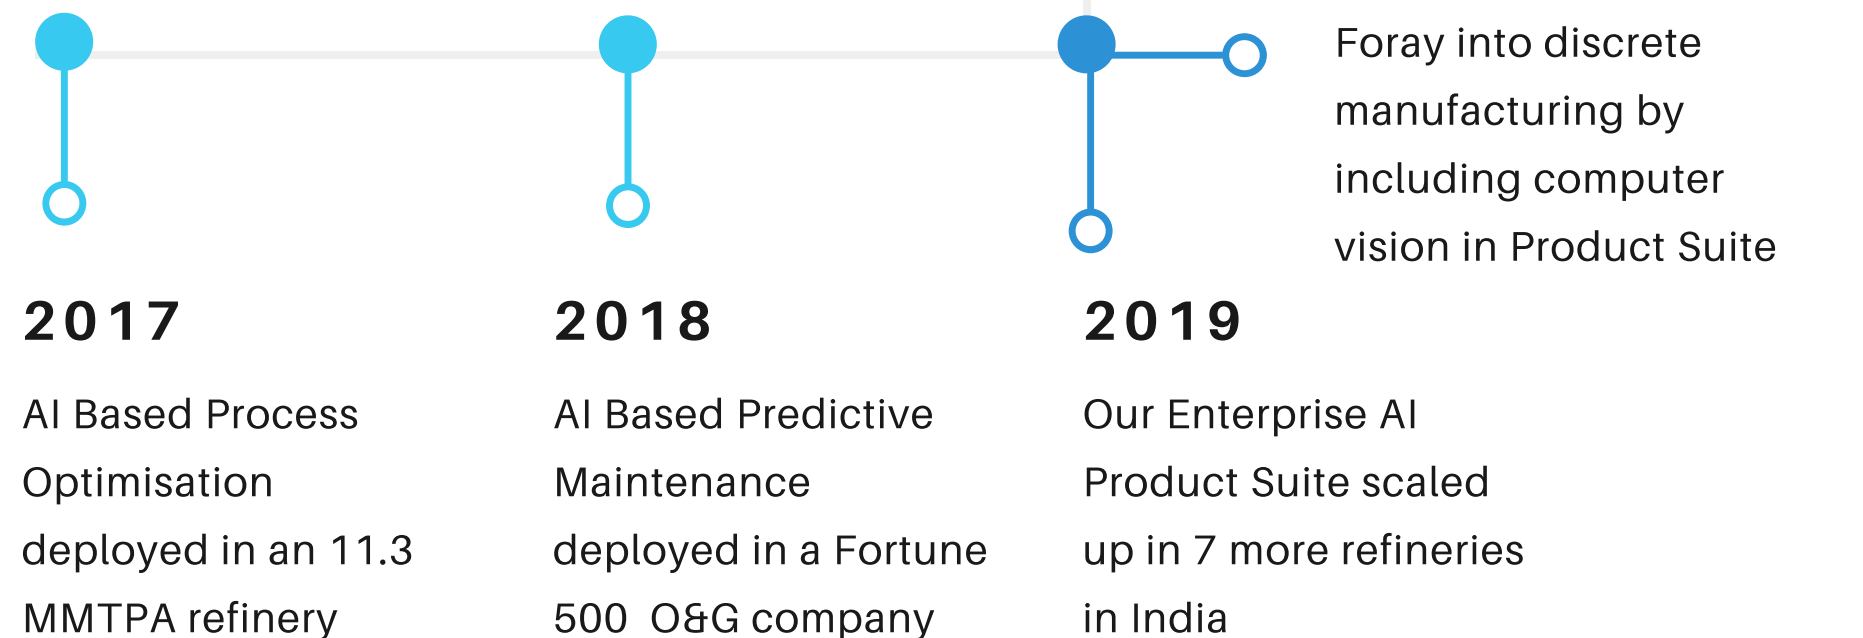 Foray into discrete
manufacturing by
including computer
vision in Product Suite
2017
AI Based Process
Optimisation
deployed in an 11.3
MMTPA refinery
2018
AI Based Predictive
Maintenance
deployed in a Fortune
500 O&G company
2019
Our Enterprise AI
Product Suite scaled
up in 7 more refineries
in India